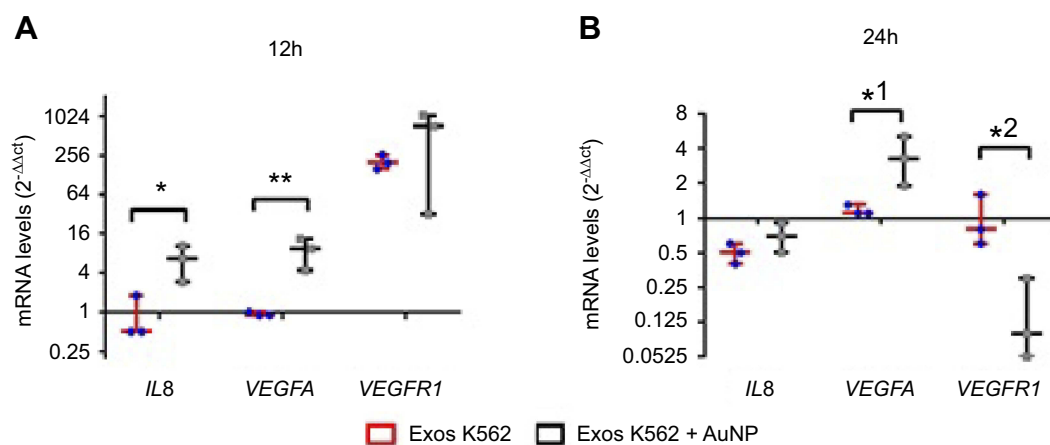 A
12h
mRNA levels (2-ΔΔct)
1024
256
64
16
4
1
0.25
*
**
IL8
VEGFA
VEGFR1
B
24h
mRNA levels (2-ΔΔct)
8
4
2
1
0.5
0.25
0.125
0.0525
*1
*2
IL8
VEGFA
VEGFR1
Exos K562
Exos K562 + AuNP